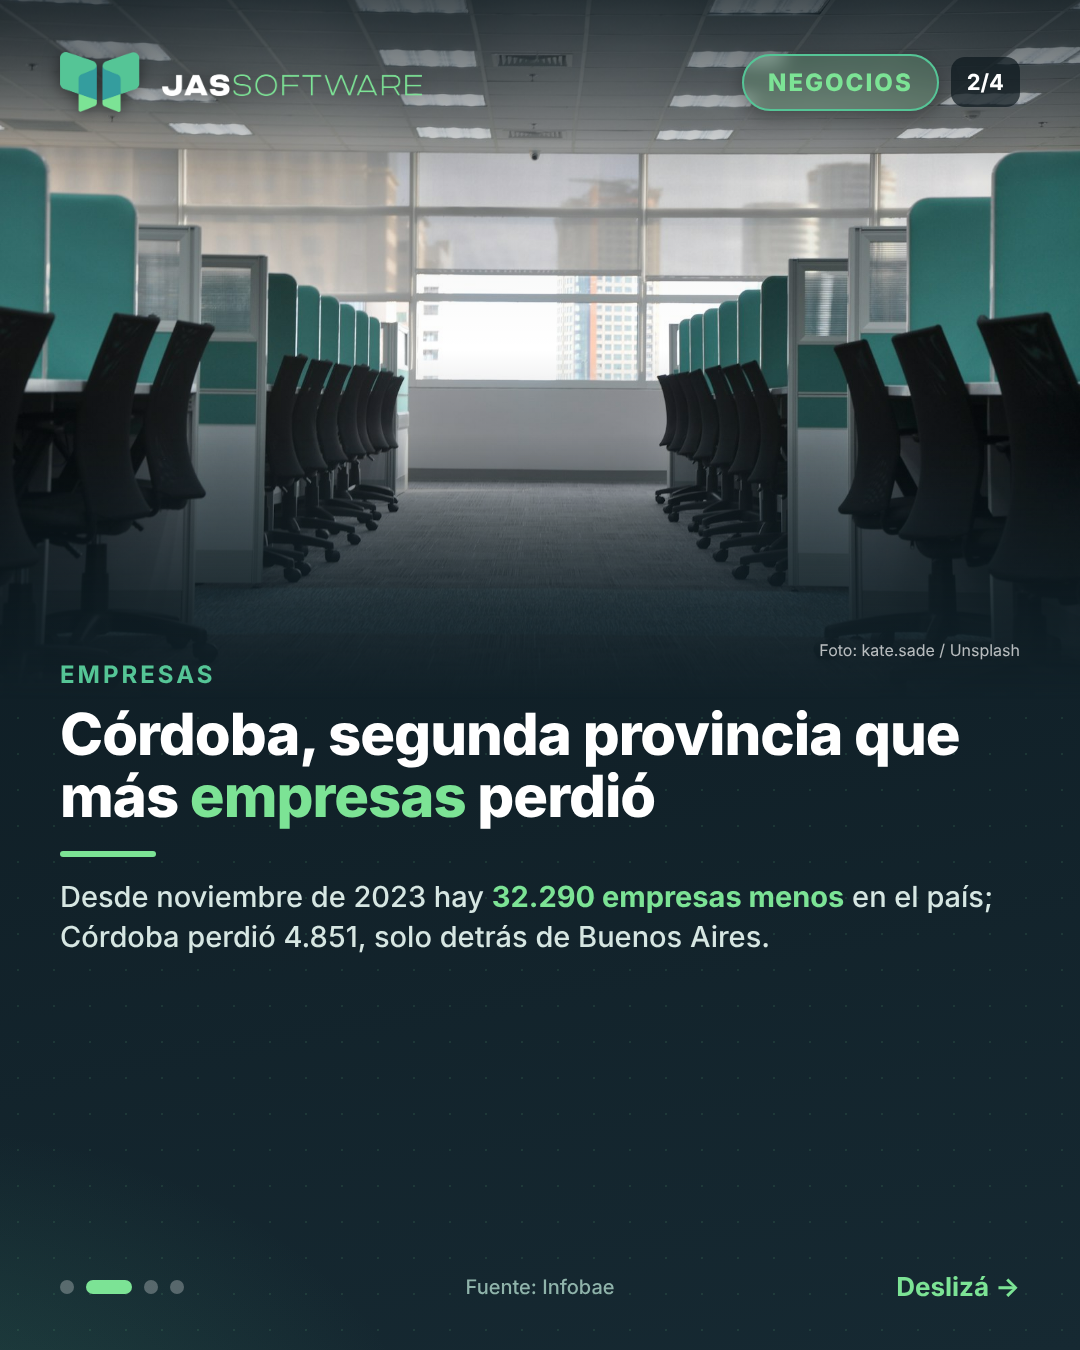 JASSOFTWARE
NEGOCIOS
2/4
Foto: kate.sade / Unsplash
EMPRESAS
Córdoba, segunda provincia que
más empresas perdió
Desde noviembre de 2023 hay 32.290 empresas menos en el país;
Córdoba perdió 4.851, solo detrás de Buenos Aires.
Fuente: Infobae
Deslizá →